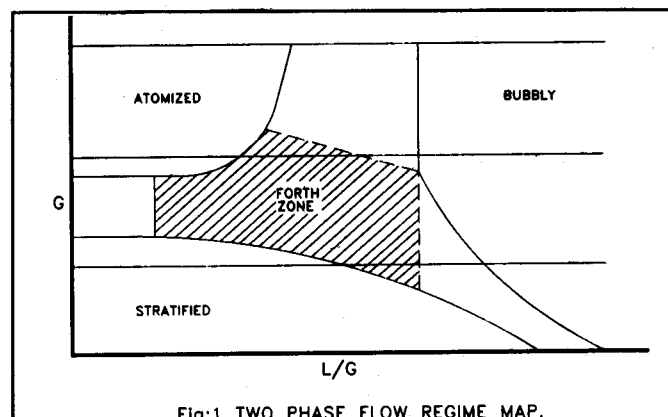 ATOMIZED
BUBBLY
G
FORTH
ZONE
STRATIFIED
L/G
Fig:1 TWO PHASE FLOW REGIME MAP.